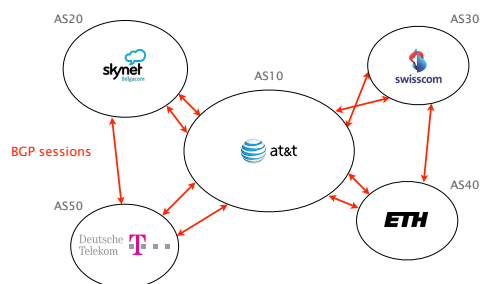 AS20
AS30
skynet
Belgacom
swisscom
AS10
at&t
BGP sessions
AS50
AS40
Deutsche
Telekom
T
ETH